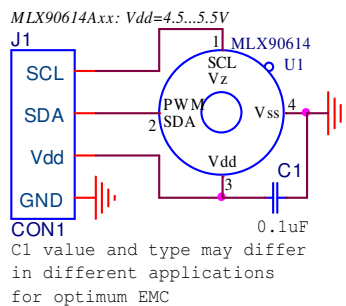 MLX90614Axx: Vdd=4.5...5.5V
J1
1
MLX90614
U1
SCL
SCL
Vz
SDA
PWM
SDA
2
Vss
4
Vdd
Vdd
3
C1
GND
CON1
0.1uF
C1 value and type may differ
in different applications
for optimum EMC